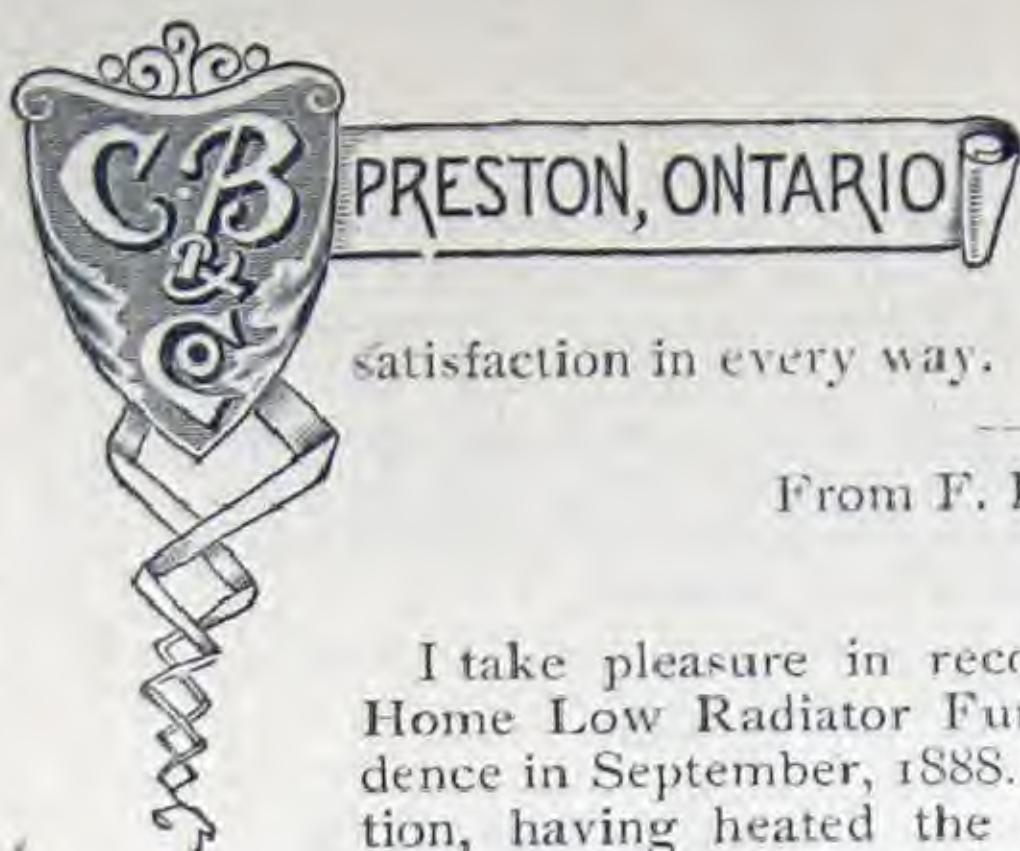 C.B
& Co
PRESTON, ONTARIO
satisfaction in every way.
From F.
I take pleasure in
Home Low Radiator
dence in September, 1888.
tion, having heated the